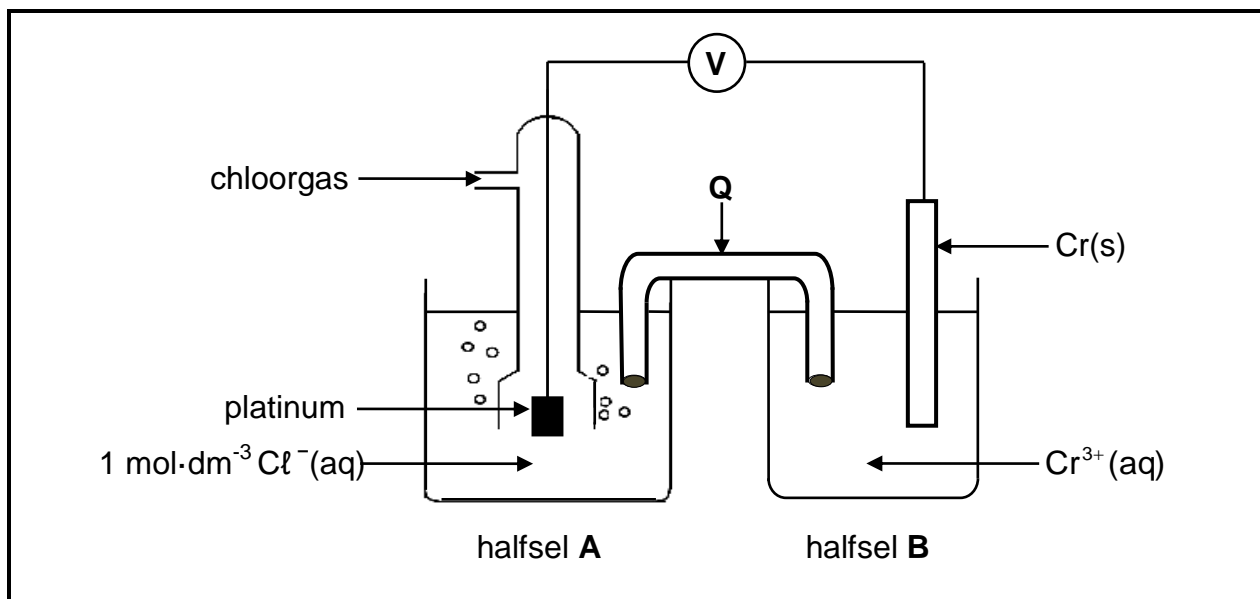 V
chloorgas
Q
Cr(s)
platinum
1 mol·dm⁻³ Cℓ⁻(aq)
Cr³⁺(aq)
halfsel A
halfsel B